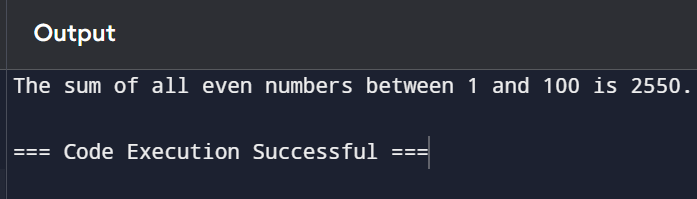 Output
The sum of all even numbers between 1 and 100 is 2550.
=== Code Execution Successful ===